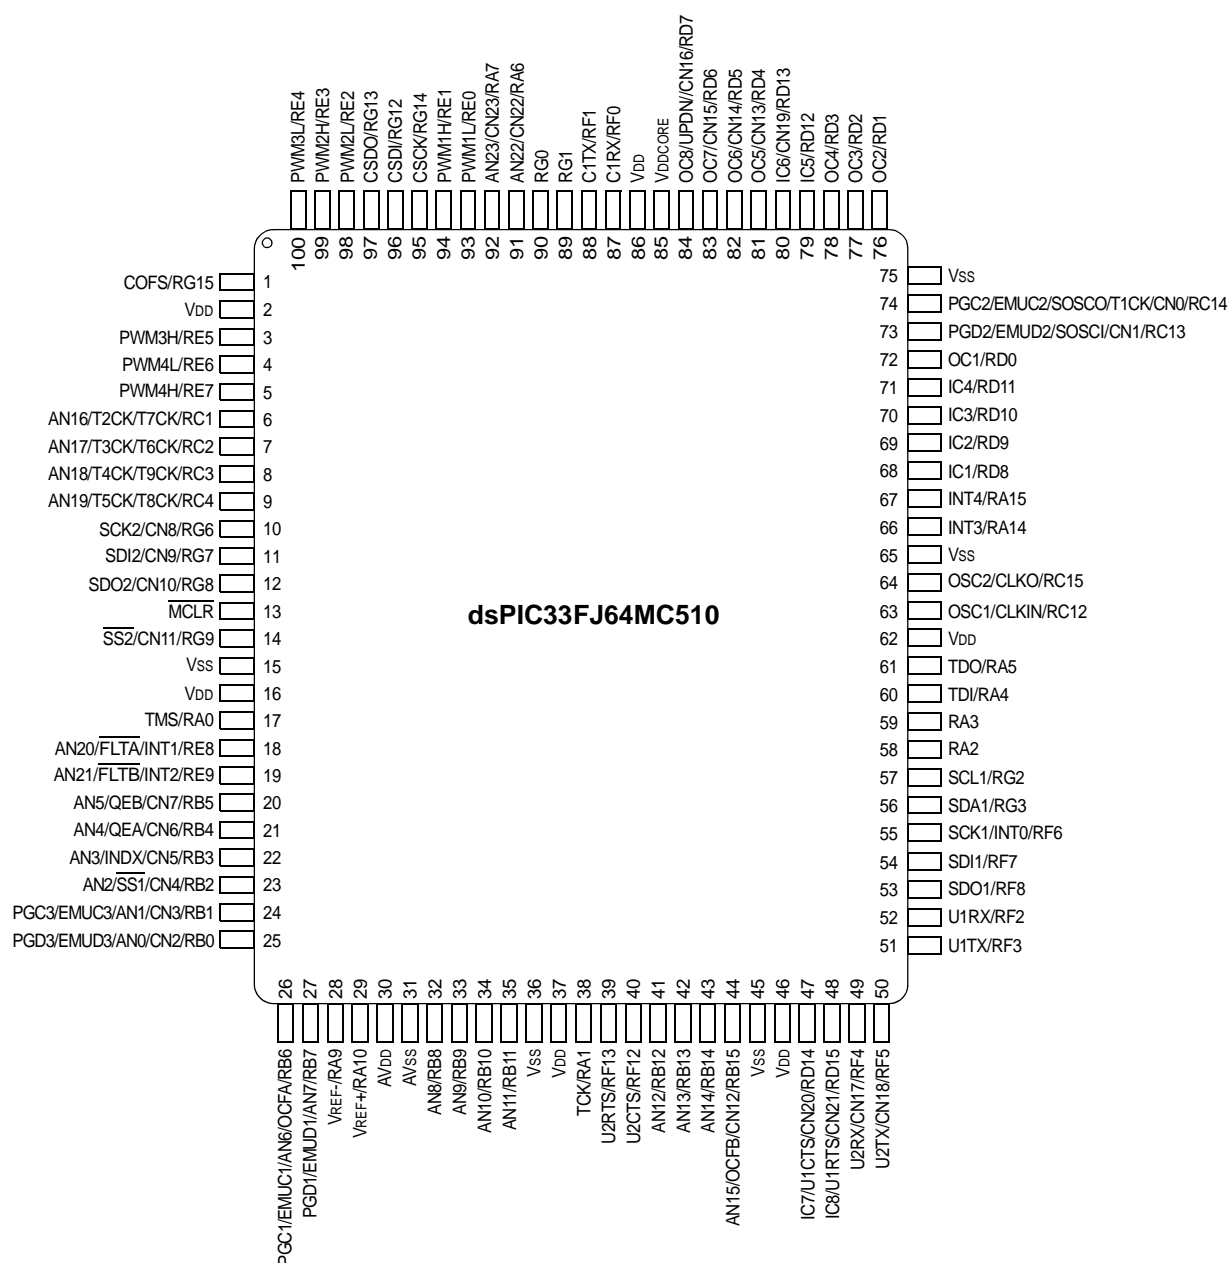 PWM3L/RE4
PWM2H/RE3
PWM2L/RE2
CSDO/RG13
CSDI/RG12
CSCK/RG14
PWM1H/RE1
PWM1L/RE0
AN23/CN23/RA7
AN22/CN22/RA6
RG0
RG1
C1TX/RF1
C1RX/RF0
VDD
VDDCORE
OC8/UPDN//CN16/RD7
OC7/CN15/RD6
OC6/CN14/RD5
OC5/CN13/RD4
IC6/CN19/RD13
IC5/RD12
OC4/RD3
OC3/RD2
OC2/RD1
100
99
98
97
96
95
94
93
92
91
90
89
88
87
86
85
84
83
82
81
80
79
78
77
76
COFS/RG15 1
VDD 2
PWM3H/RE5 3
PWM4L/RE6 4
PWM4H/RE7 5
AN16/T2CK/T7CK/RC1 6
AN17/T3CK/T6CK/RC2 7
AN18/T4CK/T9CK/RC3 8
AN19/T5CK/T8CK/RC4 9
SCK2/CN8/RG6 10
SDI2/CN9/RG7 11
SDO2/CN10/RG8 12
MCLR 13
SS2/CN11/RG9 14
VSS 15
VDD 16
TMS/RA0 17
AN20/FLTA/INT1/RE8 18
AN21/FLTB/INT2/RE9 19
AN5/QEB/CN7/RB5 20
AN4/QEA/CN6/RB4 21
AN3/INDX/CN5/RB3 22
AN2/SS1/CN4/RB2 23
PGC3/EMUC3/AN1/CN3/RB1 24
PGD3/EMUD3/AN0/CN2/RB0 25
dsPIC33FJ64MC510
75 VSS
74 PGC2/EMUC2/SOSCO/T1CK/CN0/RC14
73 PGD2/EMUD2/SOSCI/CN1/RC13
72 OC1/RD0
71 IC4/RD11
70 IC3/RD10
69 IC2/RD9
68 IC1/RD8
67 INT4/RA15
66 INT3/RA14
65 VSS
64 OSC2/CLKO/RC15
63 OSC1/CLKIN/RC12
62 VDD
61 TDO/RA5
60 TDI/RA4
59 RA3
58 RA2
57 SCL1/RG2
56 SDA1/RG3
55 SCK1/INT0/RF6
54 SDI1/RF7
53 SDO1/RF8
52 U1RX/RF2
51 U1TX/RF3
26
27
28
29
30
31
32
33
34
35
36
37
38
39
40
41
42
43
44
45
46
47
48
49
50
PGC1/EMUC1/AN6/OCFA/RB6
PGD1/EMUD1/AN7/RB7
VREF-/RA9
VREF+/RA10
AVDD
AVSS
AN8/RB8
AN9/RB9
AN10/RB10
AN11/RB11
VSS
VDD
TCK/RA1
U2RTS/RF13
U2CTS/RF12
AN12/RB12
AN13/RB13
AN14/RB14
AN15/OCFB/CN12/RB15
VSS
VDD
IC7/U1CTS/CN20/RD14
IC8/U1RTS/CN21/RD15
U2RX/CN17/RF4
U2TX/CN18/RF5